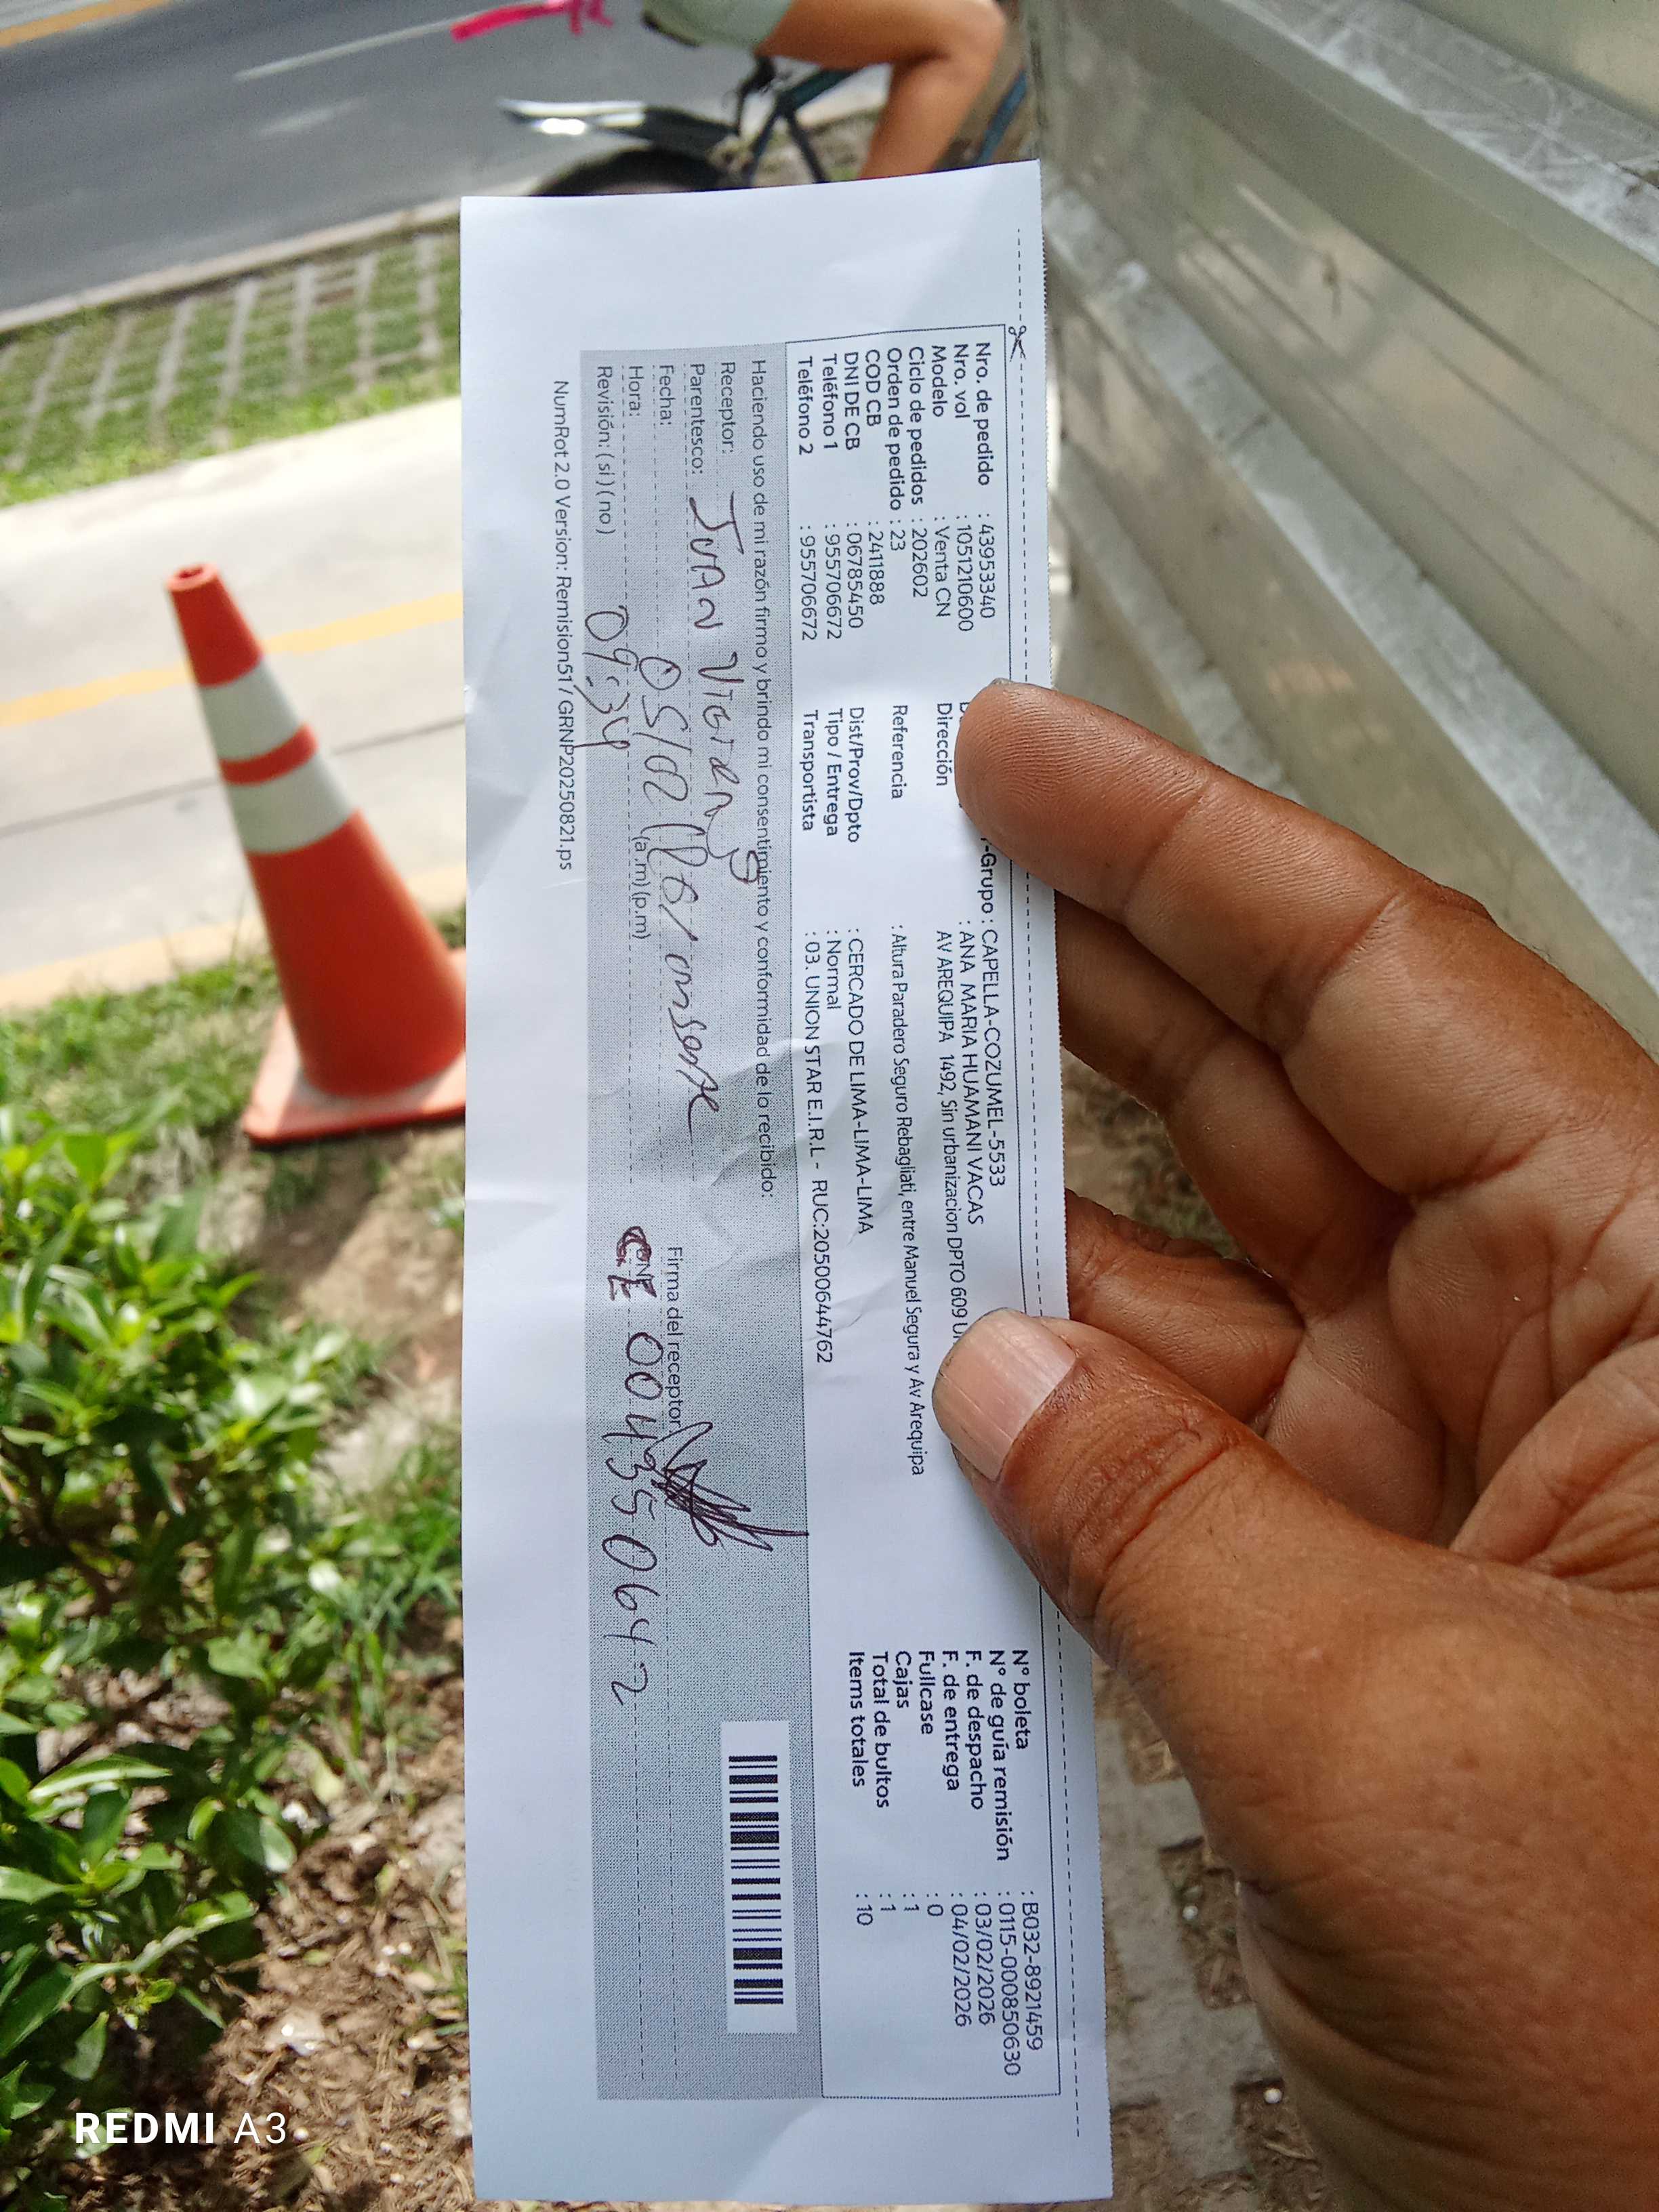 Nro. de pedido : 43953340
Nro. vol : 1051210600
Modelo : Venta CN
Ciclo de pedidos : 202602
Orden de pedido : 23
COD CB : 2411888
DNI DE CB : 06785450
Teléfono 1 : 955706672
Teléfono 2 : 955706672
-Grupo : CAPELLA-COZUMEL-5533
: ANA MARIA HUAMANI VACAS
Dirección AV AREQUIPA 1492, Sin urbanizacion DPTO 609
Referencia : Altura Paradero Seguro Rebagliati, entre Manuel Segura y Av Arequipa
Dist/Prov/Dpto : CERCADO DE LIMA-LIMA-LIMA
Tipo / Entrega : Normal
Transportista : 03. UNION STAR E.I.R.L - RUC:20500644762
N° boleta : B032-8921459
N° de guía remisión : 0115-000850630
F. de despacho : 03/02/2026
F. de entrega : 04/02/2026
Fullcase : 0
Cajas : 1
Total de bultos : 1
Items totales : 10
Haciendo uso de mi razón firmo y brindo mi consentimiento y conformidad de lo recibido:
Receptor: JUAN
Parentesco:
Fecha: 05/02
Hora: 09:34 (a.m)(p.m)
Revisión: (si) (no)
Firma del receptor
CE 004350642
NumRot 2.0 Version: Remision51 / GRNP20250821.ps
REDMI A3